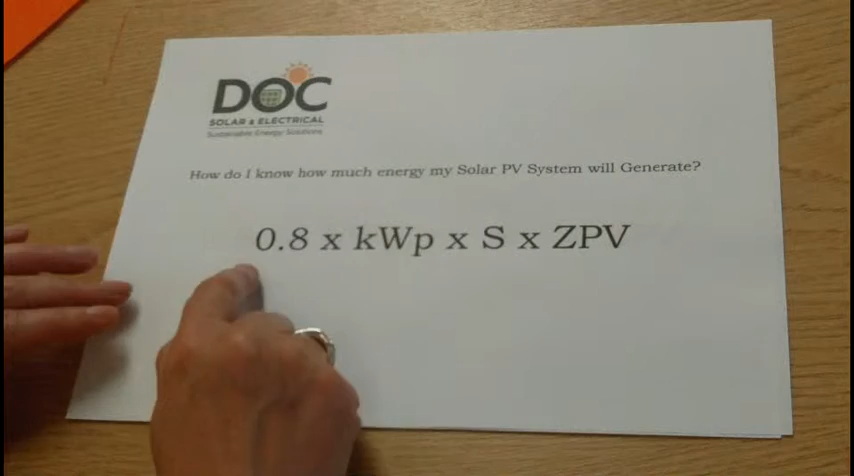 DOC
SOLAR & ELECTRICAL
Sustainable Energy Solutions
How do I know how much energy my Solar PV System will Generate?
0.8 x kWp x S x ZPV